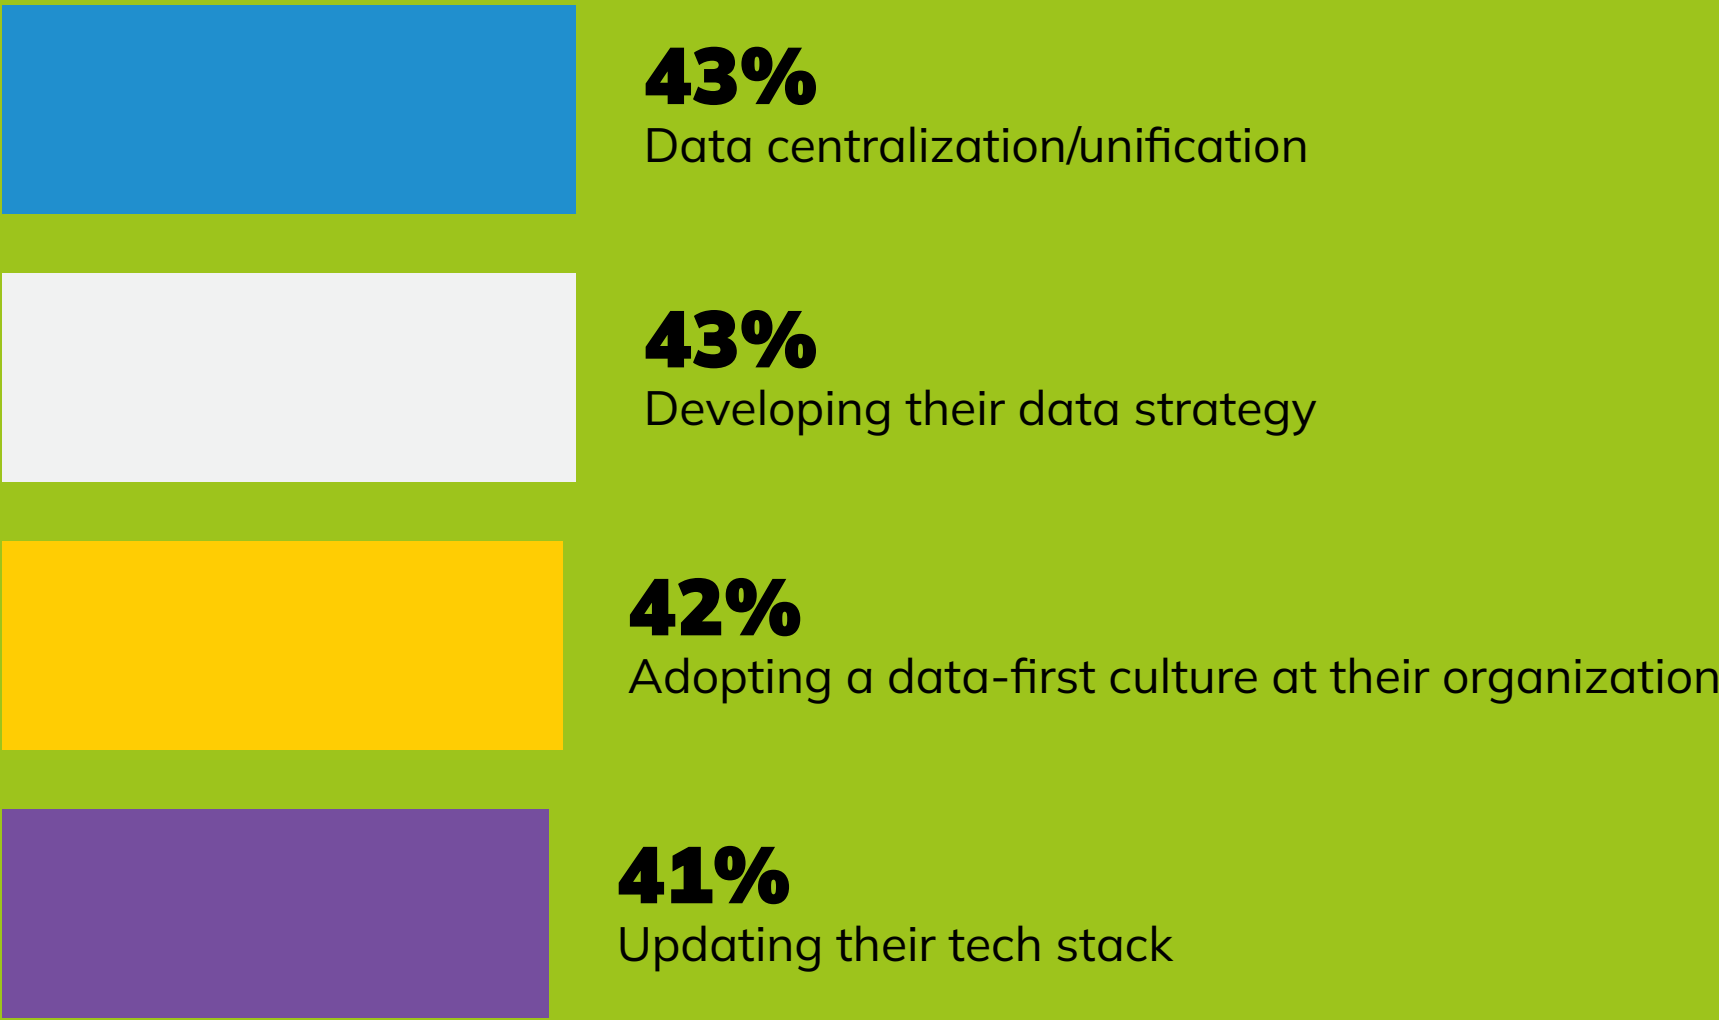 43%
Data centralization/unification
43%
Developing their data strategy
42%
Adopting a data-first culture at their organization
41%
Updating their tech stack